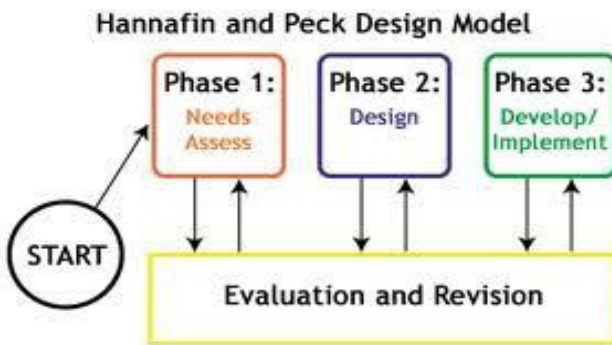 Hannafin and Peck Design Model
Phase 1:
Needs
Assess
Phase 2:
Design
Phase 3:
Develop/
Implement
START
Evaluation and Revision